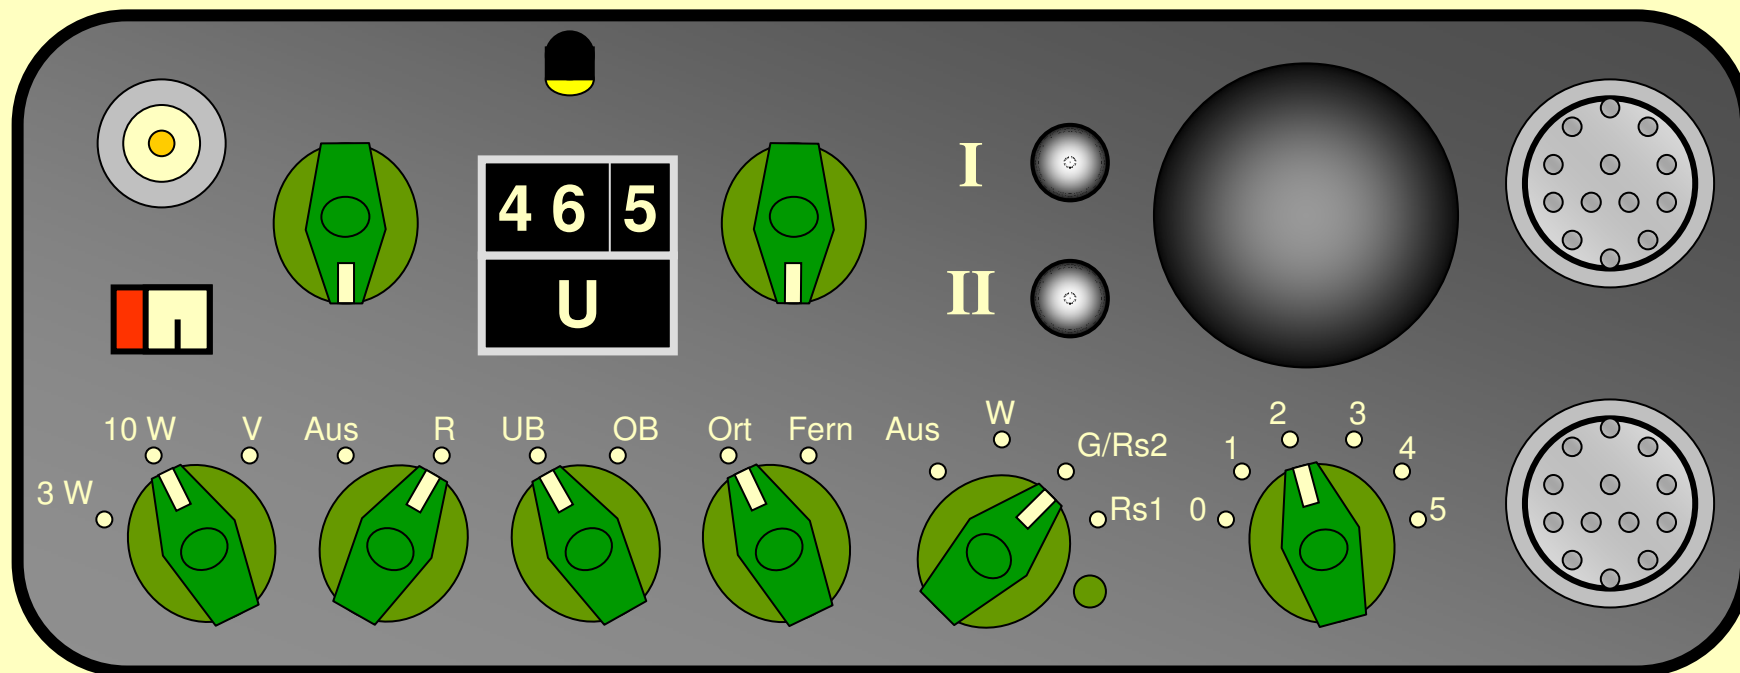 4 6 5
U
I
II
3 W 10 W V
Aus R
UB OB
Ort Fern
Aus W G/Rs2 Rs1
0 1 2 3 4 5